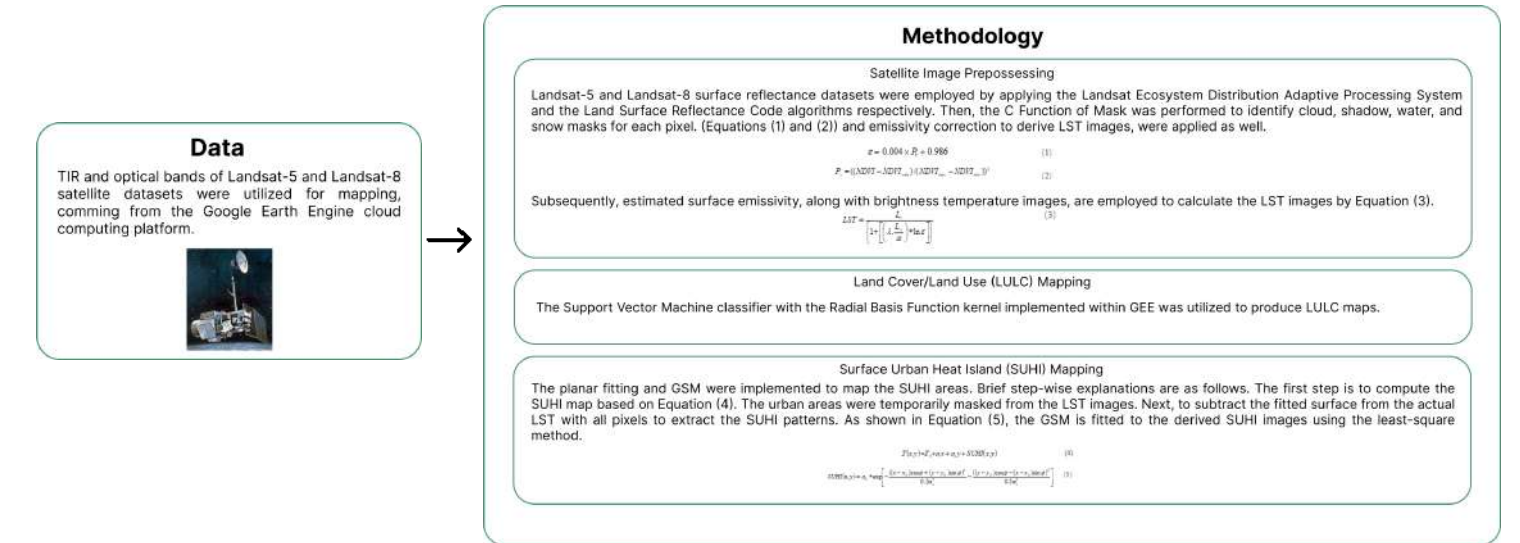 Data
TIR and optical bands of Landsat-5 and Landsat-8
satellite datasets were utilized for mapping,
comming from the Google Earth Engine cloud
computing platform.
Methodology
Satellite Image Prepossessing
Landsat-5 and Landsat-8 surface reflectance datasets were employed by applying the Landsat Ecosystem Distribution Adaptive Processing System
and the Land Surface Reflectance Code algorithms respectively. Then, the C Function of Mask was performed to identify cloud, shadow, water, and
snow masks for each pixel. (Equations (1) and (2)) and emissivity correction to derive LST images, were applied as well.
ε = 0.004 × Pv + 0.986 (1)
(2)
Subsequently, estimated surface emissivity, along with brightness temperature images, are employed to calculate the LST images by Equation (3).
LST = (3)
Land Cover/Land Use (LULC) Mapping
The Support Vector Machine classifier with the Radial Basis Function kernel implemented within GEE was utilized to produce LULC maps.
Surface Urban Heat Island (SUHI) Mapping
The planar fitting and GSM were implemented to map the SUHI areas. Brief step-wise explanations are as follows. The first step is to compute the
SUHI map based on Equation (4). The urban areas were temporarily masked from the LST images. Next, to subtract the fitted surface from the actual
LST with all pixels to extract the SUHI patterns. As shown in Equation (5), the GSM is fitted to the derived SUHI images using the least-square
method.
(4)
(5)